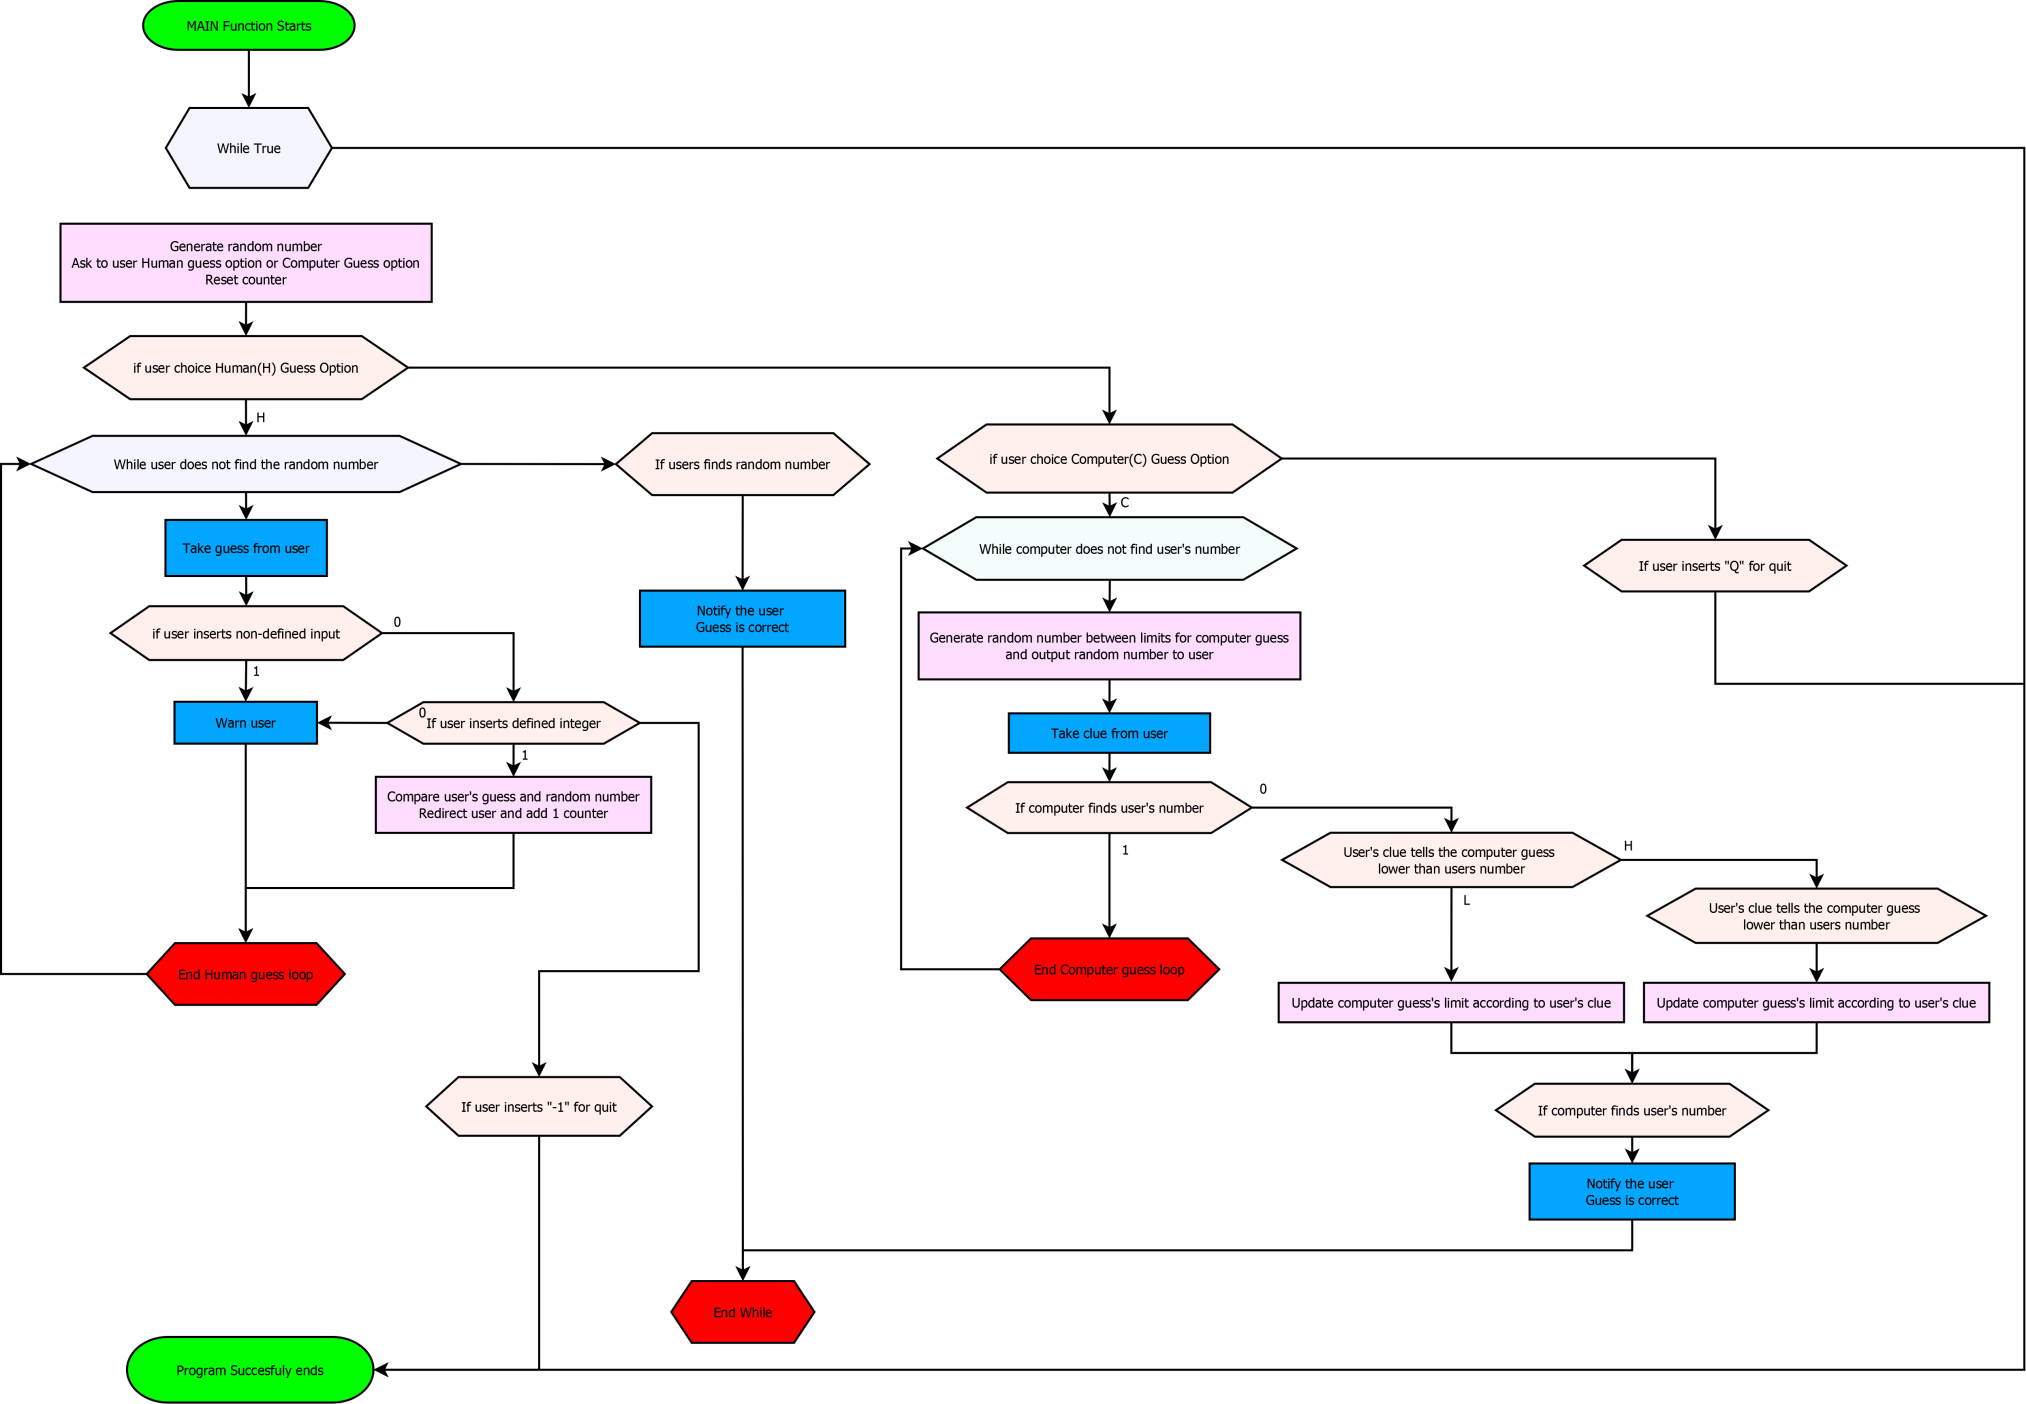 MAIN Function Starts
While True
Generate random number
Ask to user Human guess option or Computer Guess option
Reset counter
if user choice Human(H) Guess Option
H
While user does not find the random number
If users finds random number
if user choice Computer(C) Guess Option
C
Take guess from user
While computer does not find user's number
If user inserts "Q" for quit
Notify the user
Guess is correct
if user inserts non-defined input
0
1
Generate random number between limits for computer guess
and output random number to user
Warn user
0
If user inserts defined integer
1
Take clue from user
Compare user's guess and random number
Redirect user and add 1 counter
If computer finds user's number
0
1
User's clue tells the computer guess
lower than users number
H
L
User's clue tells the computer guess
lower than users number
End Human guess loop
End Computer guess loop
Update computer guess's limit according to user's clue
Update computer guess's limit according to user's clue
If user inserts "-1" for quit
If computer finds user's number
Notify the user
Guess is correct
End While
Program Succesfuly ends